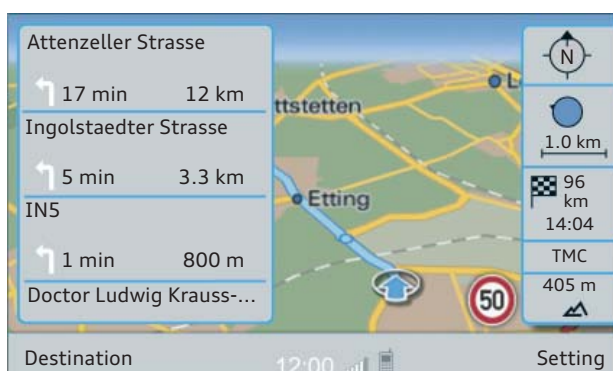 Attenzeller Strasse
17 min 12 km
Ingolstaedter Strasse
5 min 3.3 km
IN5
1 min 800 m
Doctor Ludwig Krauss-...
ttstetten
Etting
50
N
1.0 km
96
km
14:04
TMC
405 m
Destination
12:00
Setting